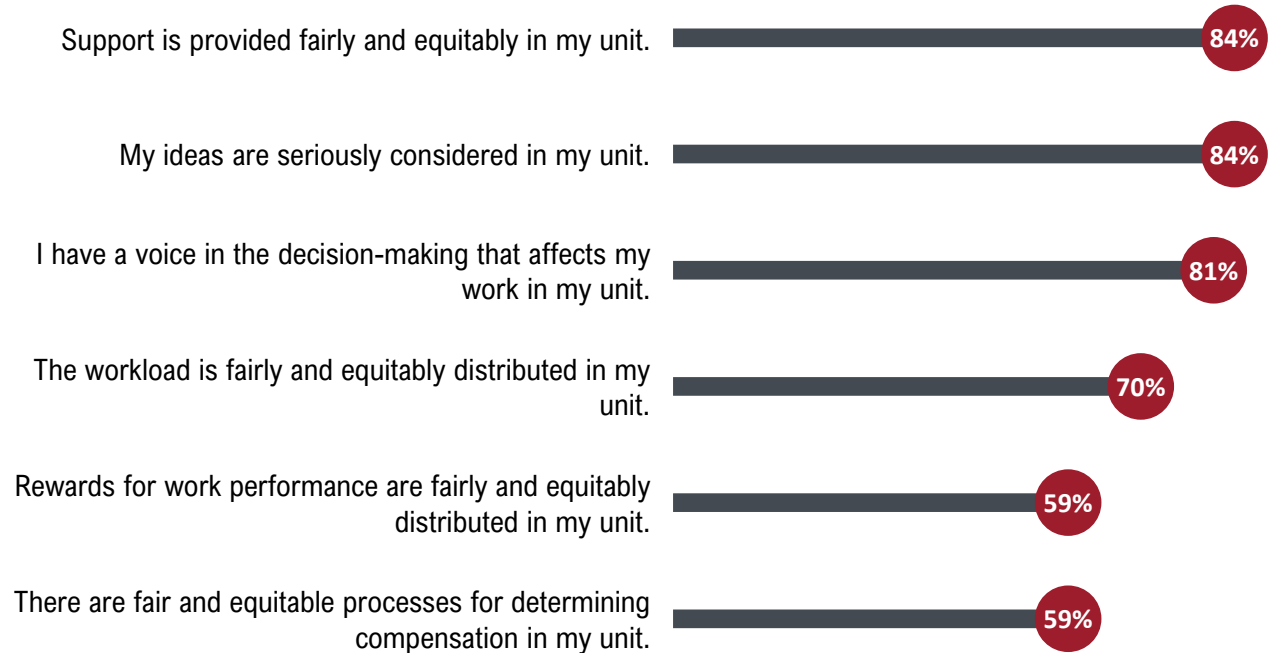 Support is provided fairly and equitably in my unit.
84%
My ideas are seriously considered in my unit.
84%
I have a voice in the decision-making that affects my
work in my unit.
81%
The workload is fairly and equitably distributed in my
unit.
70%
Rewards for work performance are fairly and equitably
distributed in my unit.
59%
There are fair and equitable processes for determining
compensation in my unit.
59%